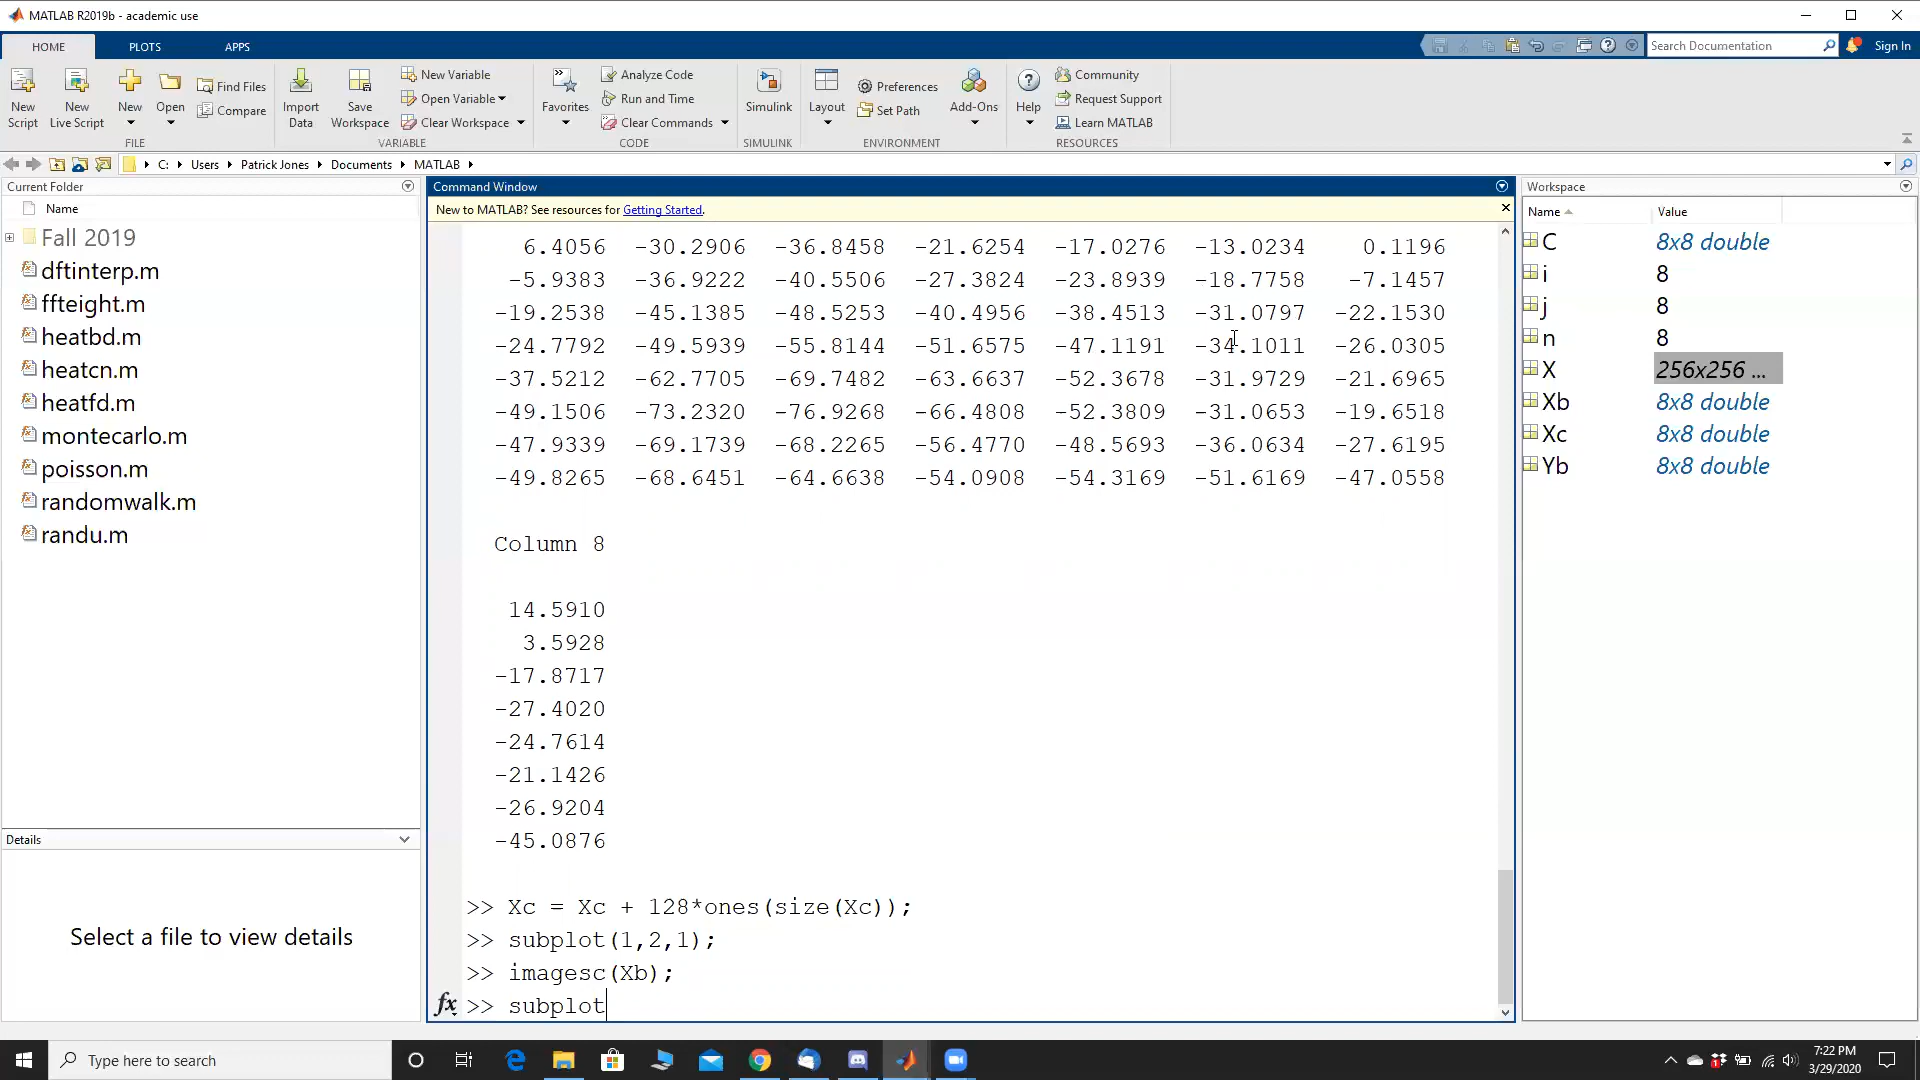 MATLAB R2019b - academic use
HOME PLOTS APPS
Search Documentation Sign In
New Script
New Live Script
New
Open
Find Files
Compare
FILE
Import Data
Save Workspace
New Variable
Open Variable
Clear Workspace
VARIABLE
Favorites
Analyze Code
Run and Time
Clear Commands
CODE
Simulink
SIMULINK
Layout
Preferences
Set Path
Add-Ons
ENVIRONMENT
Help
Community
Request Support
Learn MATLAB
RESOURCES
C: Users Patrick Jones Documents MATLAB
Current Folder
Name
Fall 2019
dftinterp.m
ffteight.m
heatbd.m
heatcn.m
heatfd.m
montecarlo.m
poisson.m
randomwalk.m
randu.m
Details
Select a file to view details
Command Window
New to MATLAB? See resources for Getting Started.
6.4056 -30.2906 -36.8458 -21.6254 -17.0276 -13.0234 0.1196
-5.9383 -36.9222 -40.5506 -27.3824 -23.8939 -18.7758 -7.1457
-19.2538 -45.1385 -48.5253 -40.4956 -38.4513 -31.0797 -22.1530
-24.7792 -49.5939 -55.8144 -51.6575 -47.1191 -34.1011 -26.0305
-37.5212 -62.7705 -69.7482 -63.6637 -52.3678 -31.9729 -21.6965
-49.1506 -73.2320 -76.9268 -66.4808 -52.3809 -31.0653 -19.6518
-47.9339 -69.1739 -68.2265 -56.4770 -48.5693 -36.0634 -27.6195
-49.8265 -68.6451 -64.6638 -54.0908 -54.3169 -51.6169 -47.0558
Column 8
14.5910
3.5928
-17.8717
-27.4020
-24.7614
-21.1426
-26.9204
-45.0876
>> Xc = Xc + 128*ones(size(Xc));
>> subplot(1,2,1);
>> imagesc(Xb);
fx >> subplot
Workspace
Name Value
C 8x8 double
i 8
j 8
n 8
X 256x256 ...
Xb 8x8 double
Xc 8x8 double
Yb 8x8 double
Type here to search
7:22 PM
3/29/2020